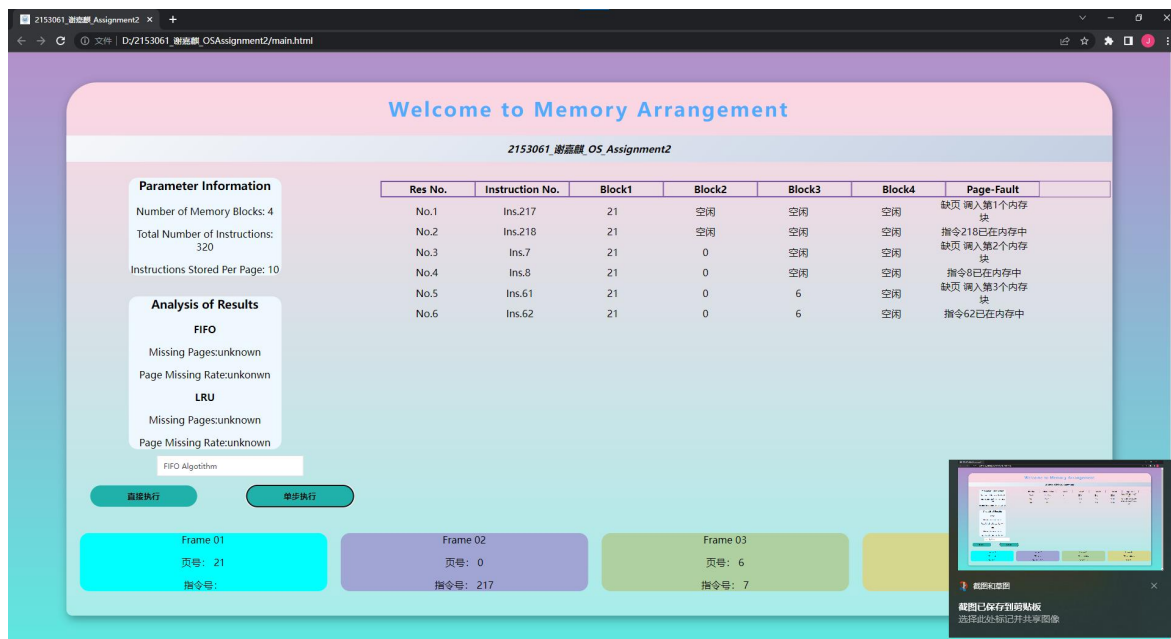 2153061_谢嘉麒_Assignment2
文件 D:/2153061_谢嘉麒_OSAssignment2/main.html
Welcome to Memory Arrangement
2153061_谢嘉麒_OS_Assignment2
Parameter Information
Number of Memory Blocks: 4
Total Number of Instructions:
320
Instructions Stored Per Page: 10
Analysis of Results
FIFO
Missing Pages:unknown
Page Missing Rate:unkonwn
LRU
Missing Pages:unknown
Page Missing Rate:unknown
FIFO Algotithm
直接执行 单步执行
Res No. Instruction No. Block1 Block2 Block3 Block4 Page-Fault
No.1 Ins.217 21 空闲 空闲 空闲 缺页 调入第1个内存
块
No.2 Ins.218 21 空闲 空闲 空闲 指令218已在内存中
No.3 Ins.7 21 0 空闲 空闲 缺页 调入第2个内存
块
No.4 Ins.8 21 0 空闲 空闲 指令8已在内存中
No.5 Ins.61 21 0 6 空闲 缺页 调入第3个内存
块
No.6 Ins.62 21 0 6 空闲 指令62已在内存中
Frame 01
页号: 21
指令号:
Frame 02
页号: 0
指令号: 217
Frame 03
页号: 6
指令号: 7
截图和草图
截图已保存到剪贴板
选择此处标记并共享图像